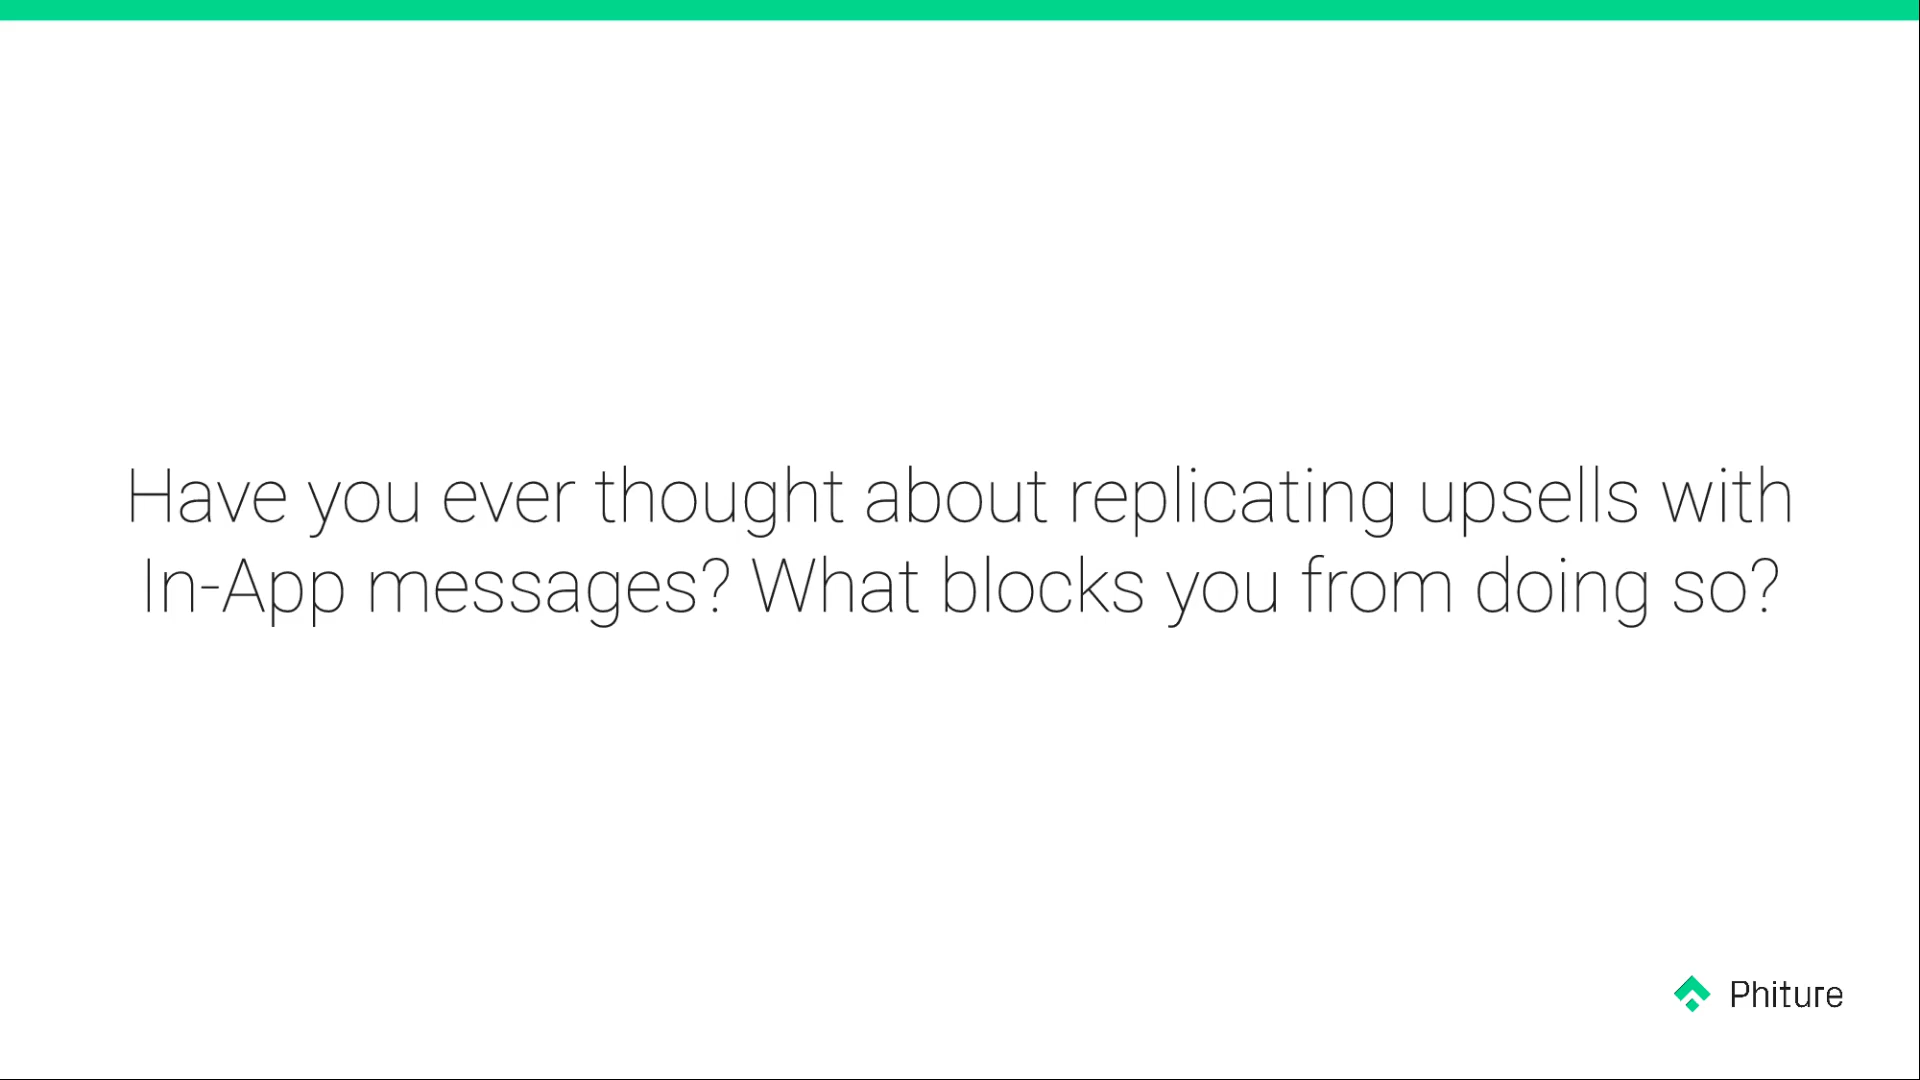 Have you ever thought about replicating upsells with
In-App messages? What blocks you from doing so?
Phiture